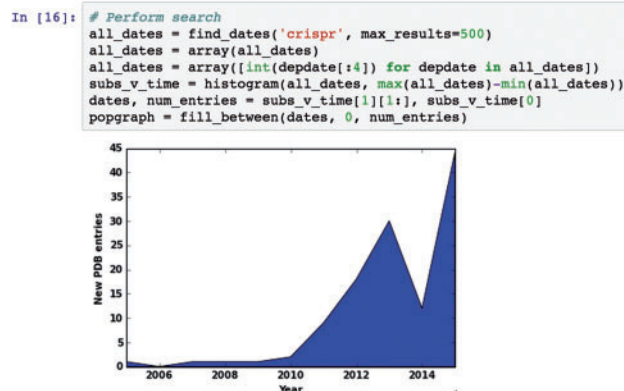 In [16]: # Perform search
all_dates = find_dates('crispr', max_results=500)
all_dates = array(all_dates)
all_dates = array([int(depdate[:4]) for depdate in all_dates])
subs_v_time = histogram(all_dates, max(all_dates)-min(all_dates))
dates, num_entries = subs_v_time[1][1:], subs_v_time[0]
popgraph = fill_between(dates, 0, num_entries)
45
40
35
30
25
20
15
10
5
0
New PDB entries
2006 2008 2010 2012 2014
Year